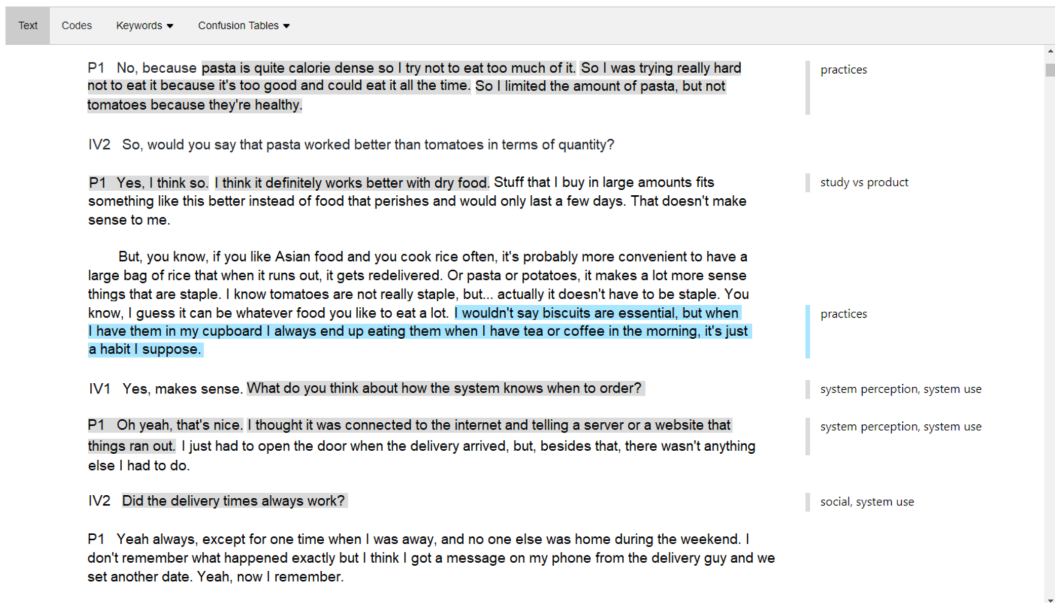 Text Codes Keywords ▼ Confusion Tables ▼
P1 No, because pasta is quite calorie dense so I try not to eat too much of it. So I was trying really hard
not to eat it because it's too good and could eat it all the time. So I limited the amount of pasta, but not
tomatoes because they're healthy.
practices
IV2 So, would you say that pasta worked better than tomatoes in terms of quantity?
P1 Yes, I think so. I think it definitely works better with dry food. Stuff that I buy in large amounts fits
something like this better instead of food that perishes and would only last a few days. That doesn't make
sense to me.
study vs product
But, you know, if you like Asian food and you cook rice often, it's probably more convenient to have a
large bag of rice that when it runs out, it gets redelivered. Or pasta or potatoes, it makes a lot more sense
things that are staple. I know tomatoes are not really staple, but... actually it doesn't have to be staple. You
know, I guess it can be whatever food you like to eat a lot. I wouldn't say biscuits are essential, but when
I have them in my cupboard I always end up eating them when I have tea or coffee in the morning, it's just
a habit I suppose.
practices
IV1 Yes, makes sense. What do you think about how the system knows when to order?
system perception, system use
P1 Oh yeah, that's nice. I thought it was connected to the internet and telling a server or a website that
things ran out. I just had to open the door when the delivery arrived, but, besides that, there wasn't anything
else I had to do.
system perception, system use
IV2 Did the delivery times always work?
social, system use
P1 Yeah always, except for one time when I was away, and no one else was home during the weekend. I
don't remember what happened exactly but I think I got a message on my phone from the delivery guy and we
set another date. Yeah, now I remember.